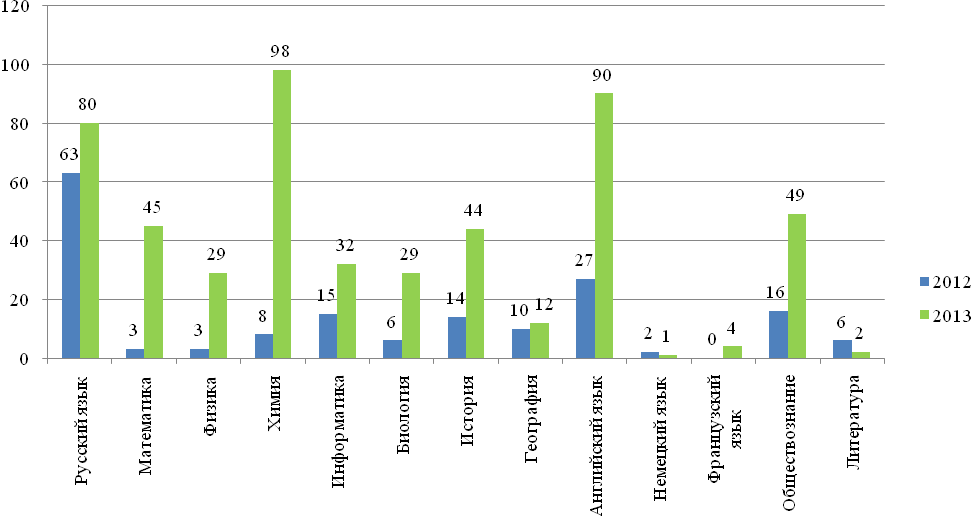 120
100
80
60
40
20
0
63 80
3 45
3 29
8 98
15 32
6 29
14 44
10 12
27 90
2 1
0 4
16 49
6 2
Русский язык
Математика
Физика
Химия
Информатика
Биология
История
География
Английский язык
Немецкий язык
Французский
язык
Обществознание
Литература
2012
2013